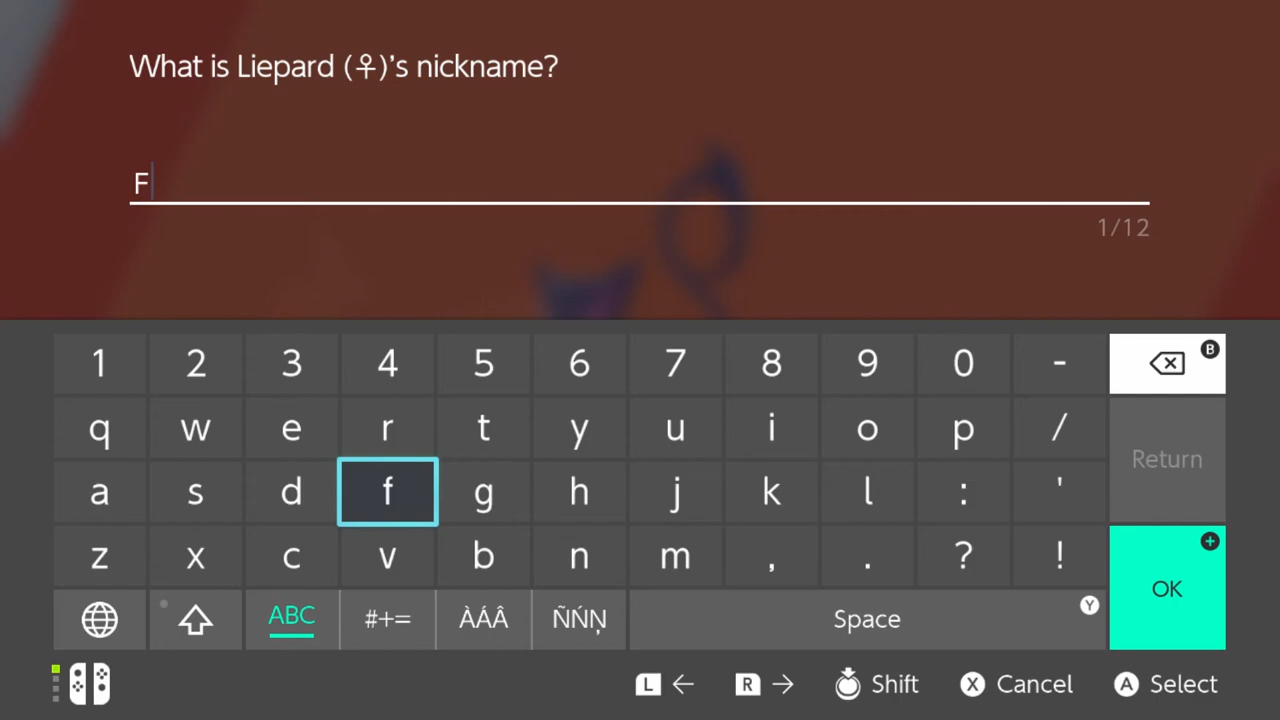 What is Liepard (♀)'s nickname?
F
1/12
1 2 3 4 5 6 7 8 9 0 - B
q w e r t y u i o p /
Return
a s d f g h j k l : '
z x c v b n m , . ? ! +
OK
ABC #+= ÀÁÂ ÑŃŅ Space Y
L ← R → Shift X Cancel A Select